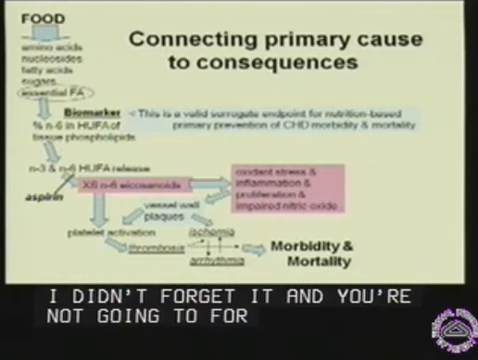 FOOD
Connecting primary cause
to consequences
amino acids
nucleosides
fatty acids
sugars
essential FA
Biomarker < This is a valid surrogate endpoint for nutrition-based
primary prevention of CHD morbidity & mortality
% n-6 in HUFA of
tissue phospholipids
n-3 & n-6 HUFA release
aspirin
XS n-6 eicosanoids
oxidant stress &
inflammation &
proliferation &
impaired nitric oxide
vessel wall
plaques
platelet activation
ischemia
thrombosis
arrhythmia
Morbidity &
Mortality
I DIDN'T FORGET IT AND YOU'RE
NOT GOING TO FOR